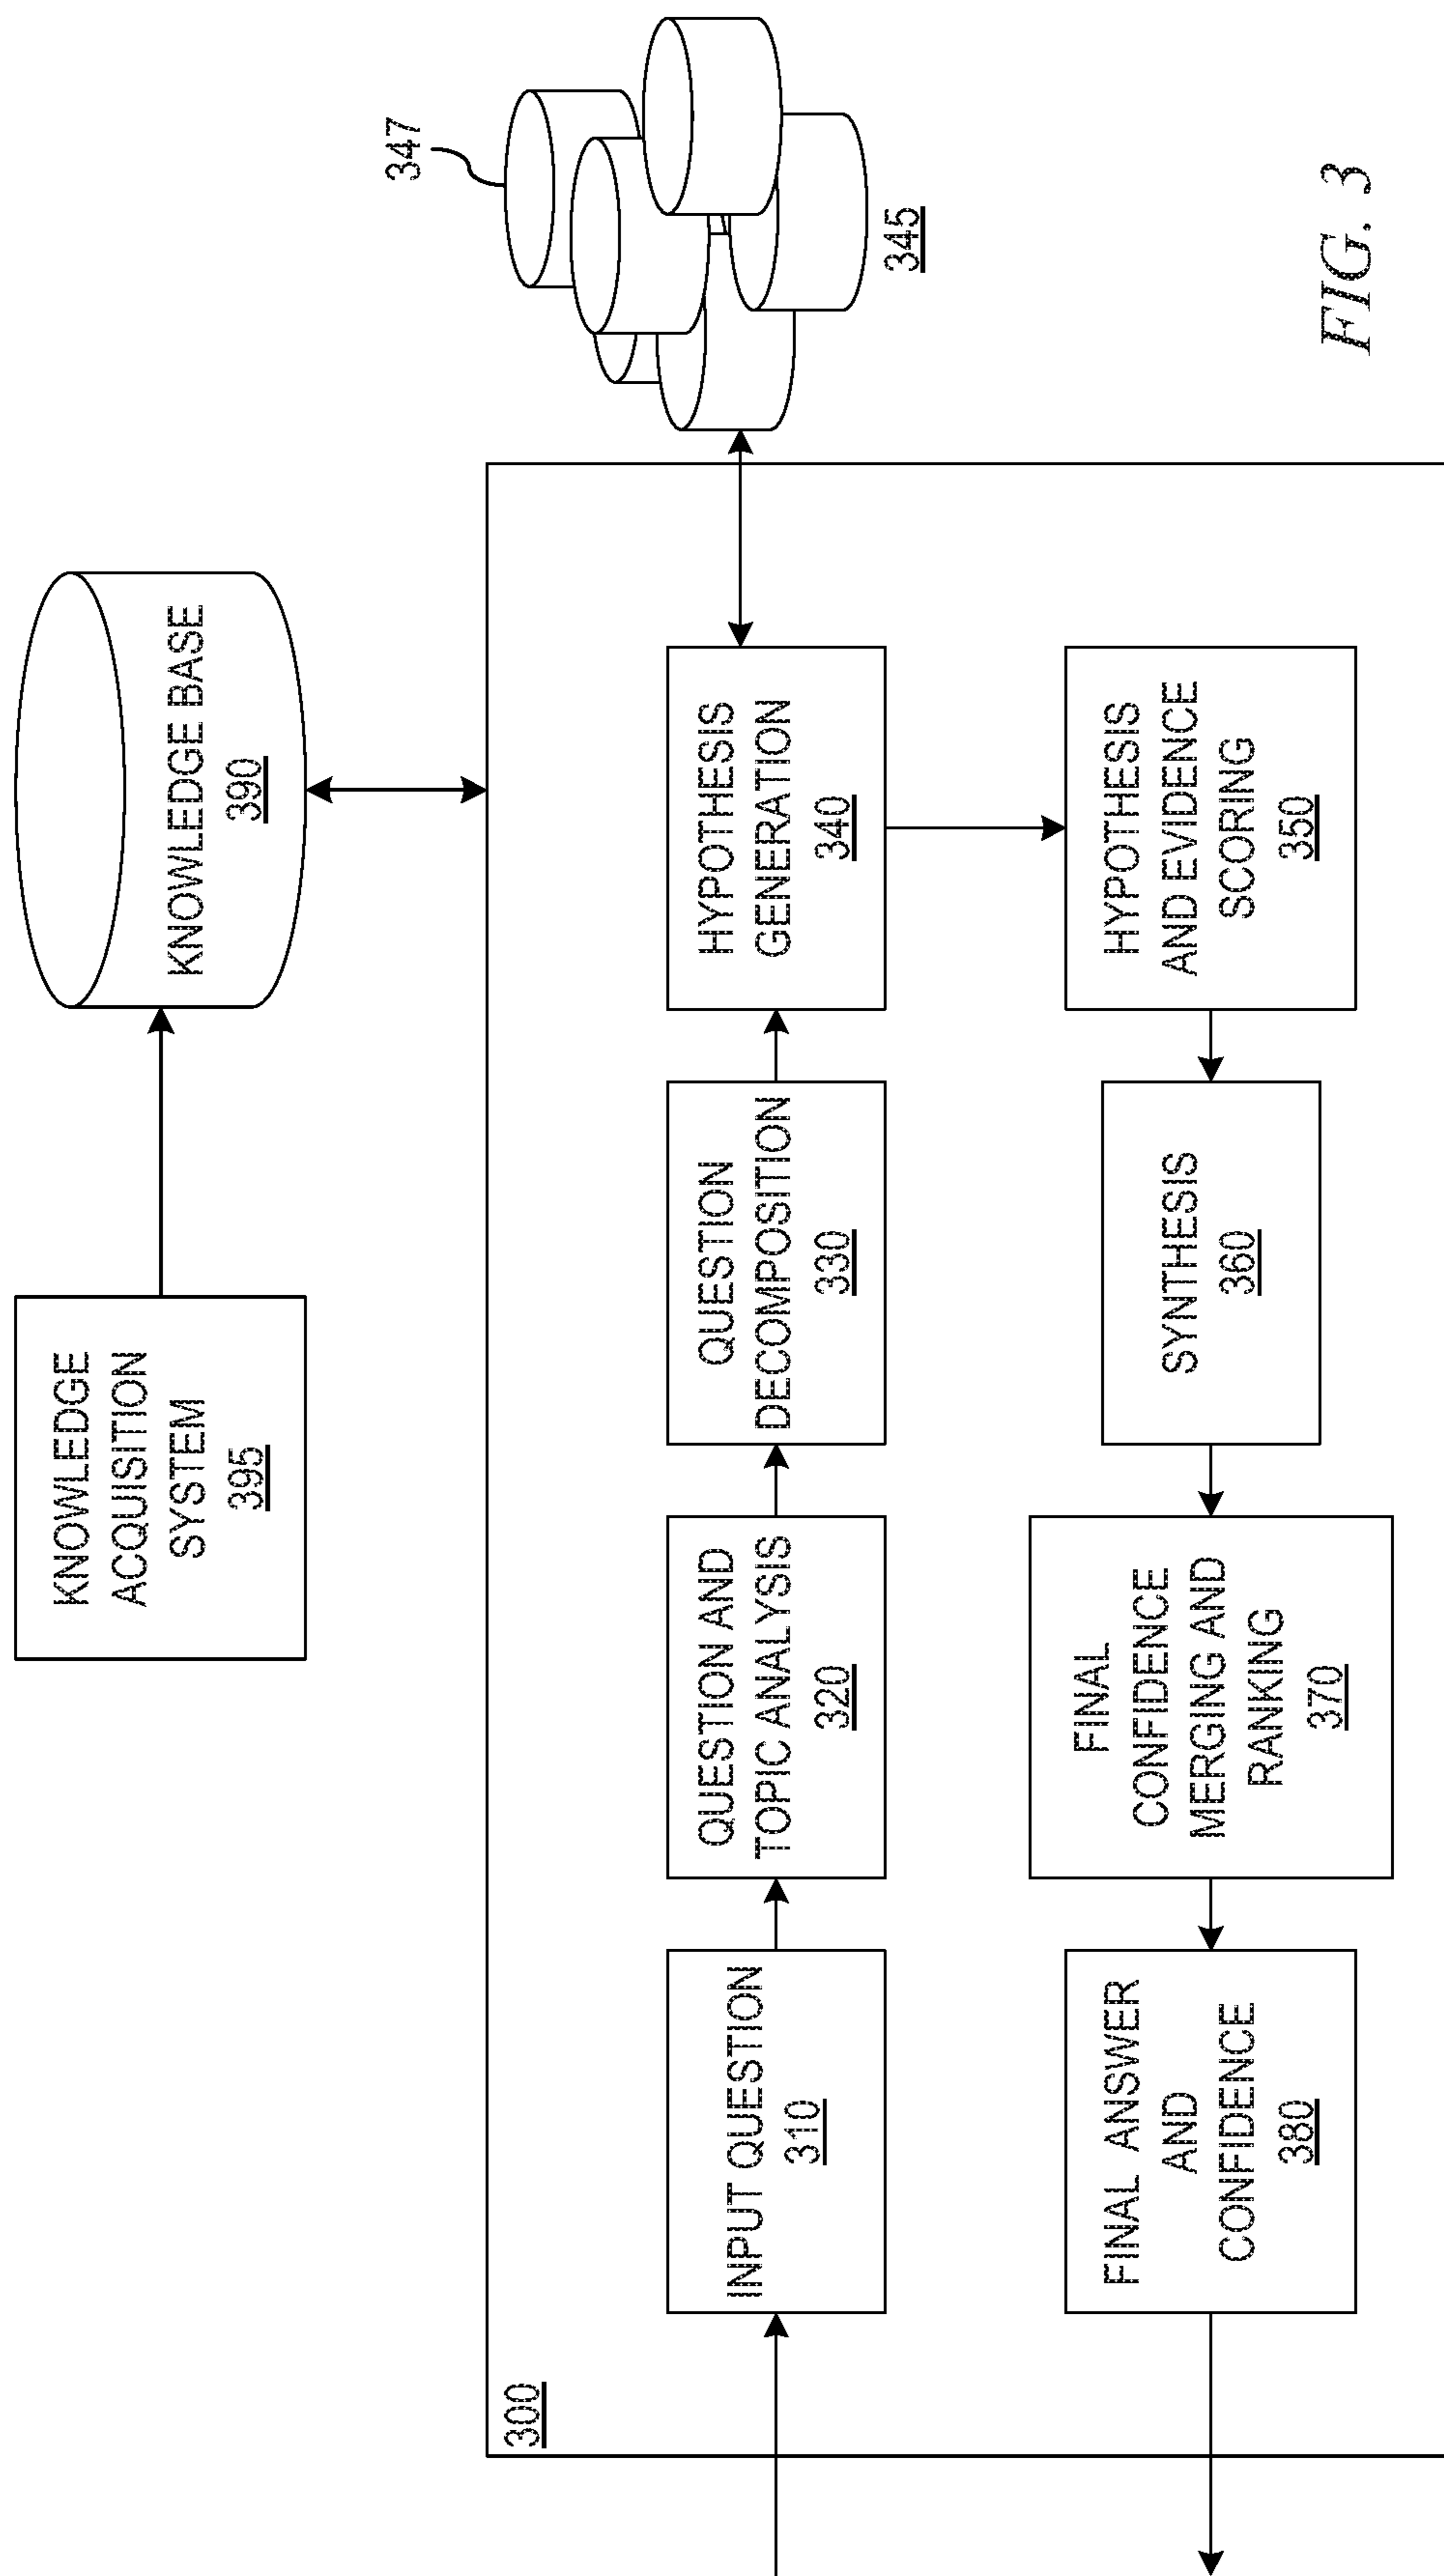 KNOWLEDGE
ACQUISITION
SYSTEM
395
KNOWLEDGE BASE
390
347
345
300
INPUT QUESTION
310
QUESTION AND
TOPIC ANALYSIS
320
QUESTION
DECOMPOSITION
330
HYPOTHESIS
GENERATION
340
HYPOTHESIS
AND EVIDENCE
SCORING
350
SYNTHESIS
360
FINAL
CONFIDENCE
MERGING AND
RANKING
370
FINAL ANSWER
AND
CONFIDENCE
380
FIG. 3